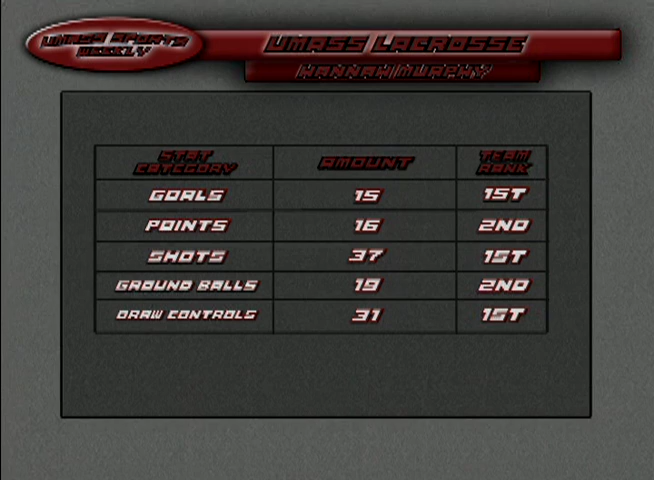 UMASS SPORTS
WEEKLY
UMASS LACROSSE
HANNAH MURPHY
STAT
CATEGORY
AMOUNT
TEAM
RANK
GOALS 15 1ST
POINTS 16 2ND
SHOTS 37 1ST
GROUND BALLS 19 2ND
DRAW CONTROLS 31 1ST